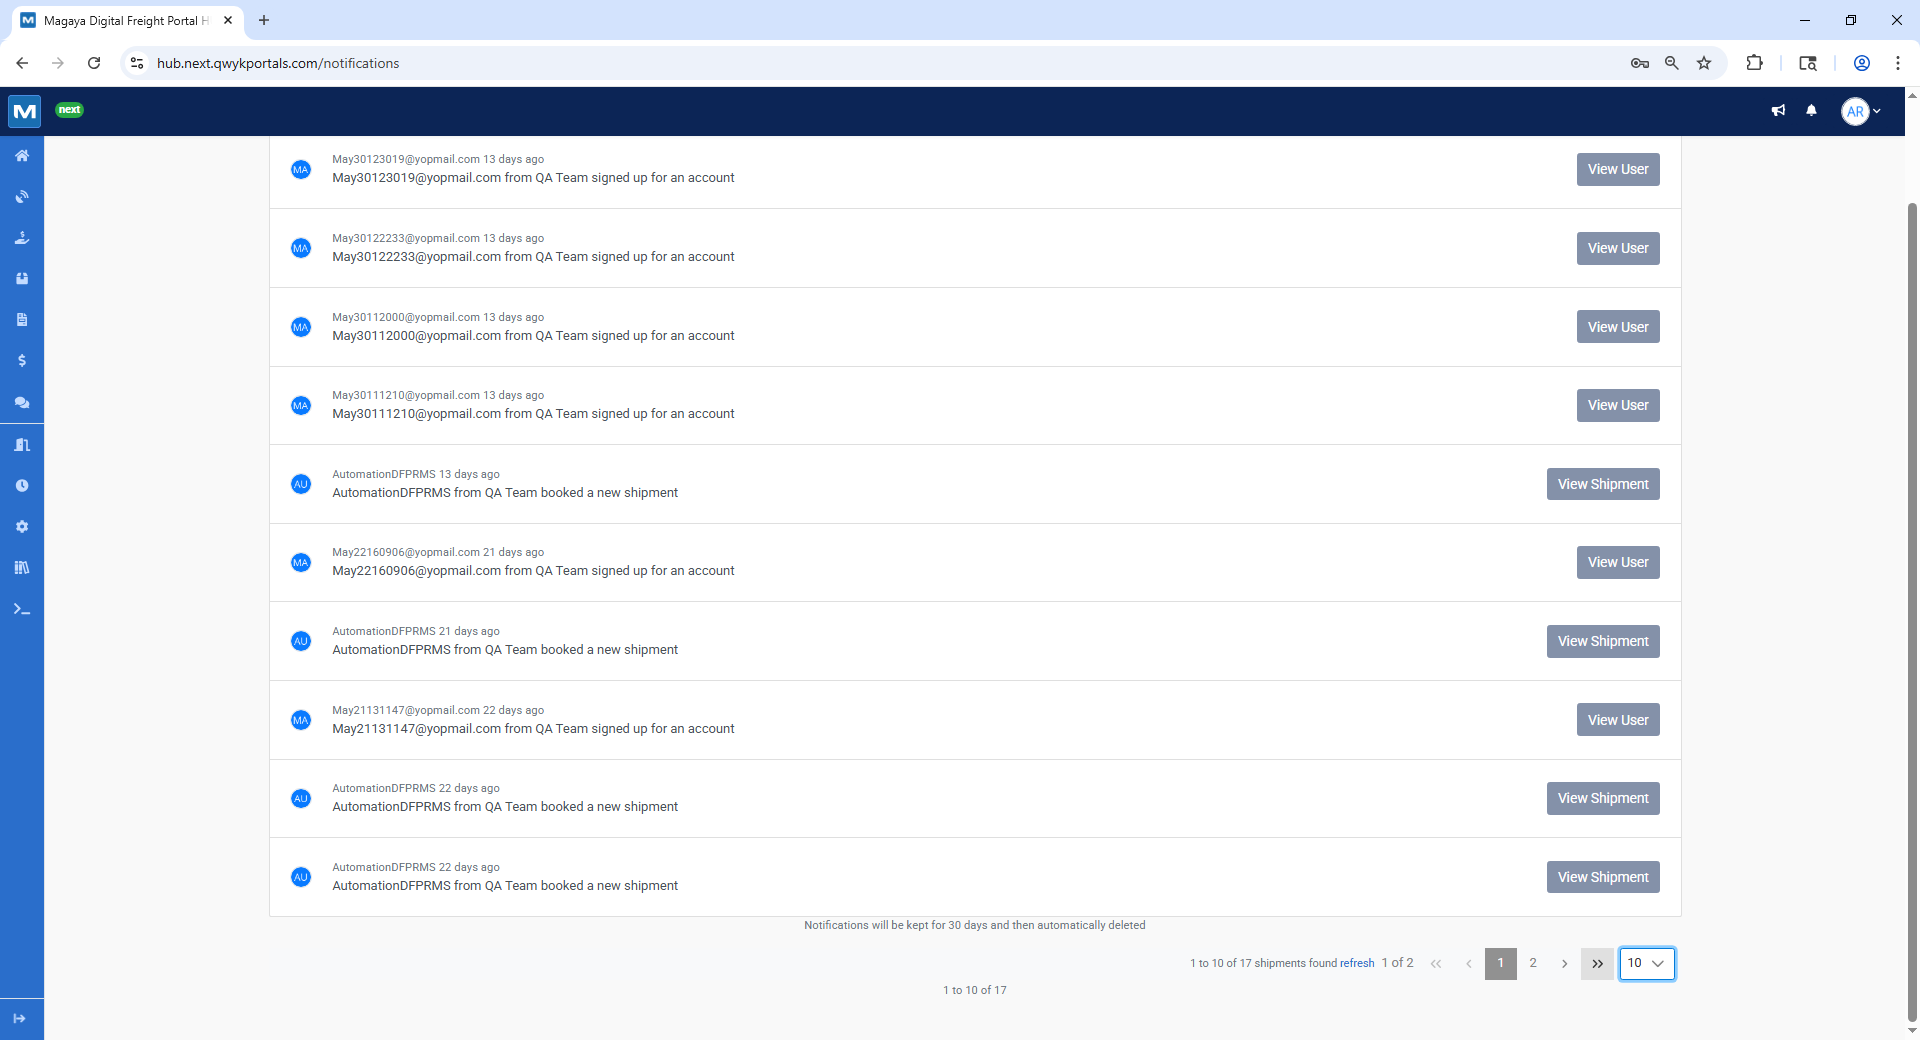 Magaya Digital Freight Portal H
hub.next.qwykportals.com/notifications
M
next
AR
MA
May30123019@yopmail.com 13 days ago
May30123019@yopmail.com from QA Team signed up for an account
View User
MA
May30122233@yopmail.com 13 days ago
May30122233@yopmail.com from QA Team signed up for an account
View User
MA
May30112000@yopmail.com 13 days ago
May30112000@yopmail.com from QA Team signed up for an account
View User
MA
May30111210@yopmail.com 13 days ago
May30111210@yopmail.com from QA Team signed up for an account
View User
AU
AutomationDFPRMS 13 days ago
AutomationDFPRMS from QA Team booked a new shipment
View Shipment
MA
May22160906@yopmail.com 21 days ago
May22160906@yopmail.com from QA Team signed up for an account
View User
AU
AutomationDFPRMS 21 days ago
AutomationDFPRMS from QA Team booked a new shipment
View Shipment
MA
May21131147@yopmail.com 22 days ago
May21131147@yopmail.com from QA Team signed up for an account
View User
AU
AutomationDFPRMS 22 days ago
AutomationDFPRMS from QA Team booked a new shipment
View Shipment
AU
AutomationDFPRMS 22 days ago
AutomationDFPRMS from QA Team booked a new shipment
View Shipment
Notifications will be kept for 30 days and then automatically deleted
1 to 10 of 17 shipments found refresh 1 of 2 « ‹ 1 2 › » 10
1 to 10 of 17